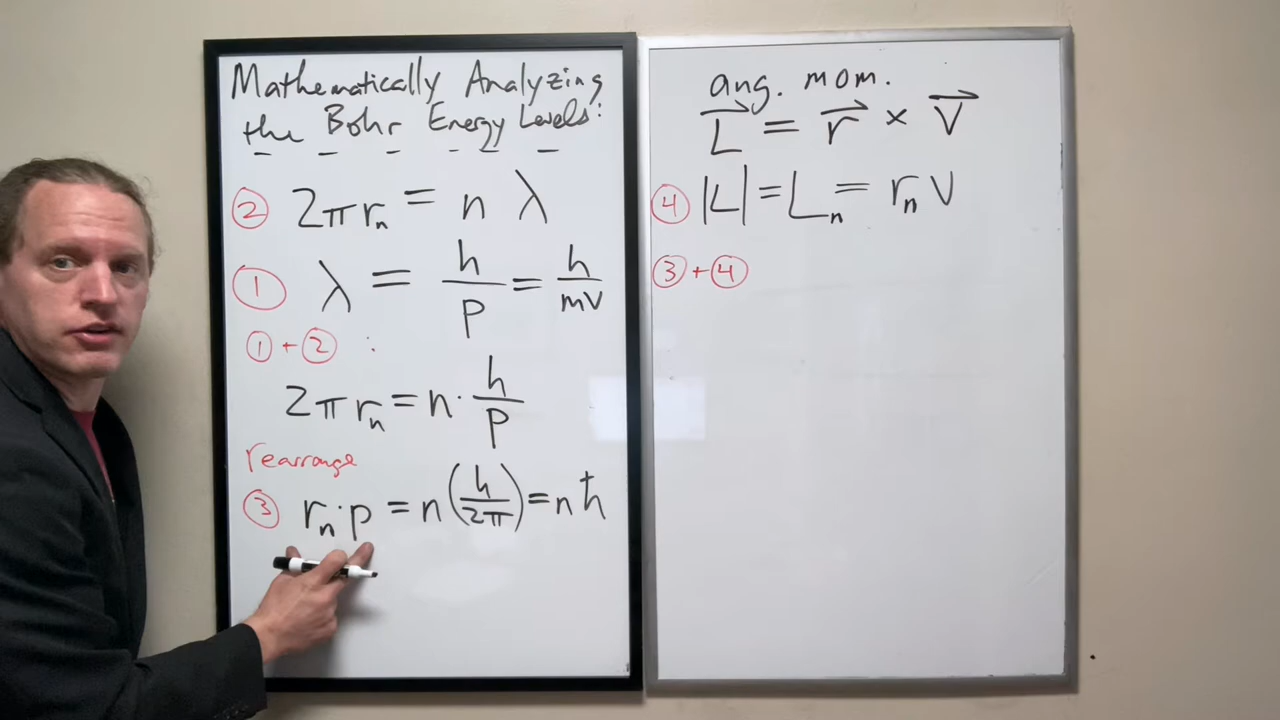 Mathematically Analyzing
the Bohr Energy Levels:
② 2πrₙ = n λ
① λ = h/p = h/mv
① + ② :
2πrₙ = n · h/p
rearrange
③ rₙ · p = n(h/2π) = nℏ
ang. mom.
L⃗ = r⃗ × v⃗
④ |L| = Lₙ = rₙ v
③ + ④